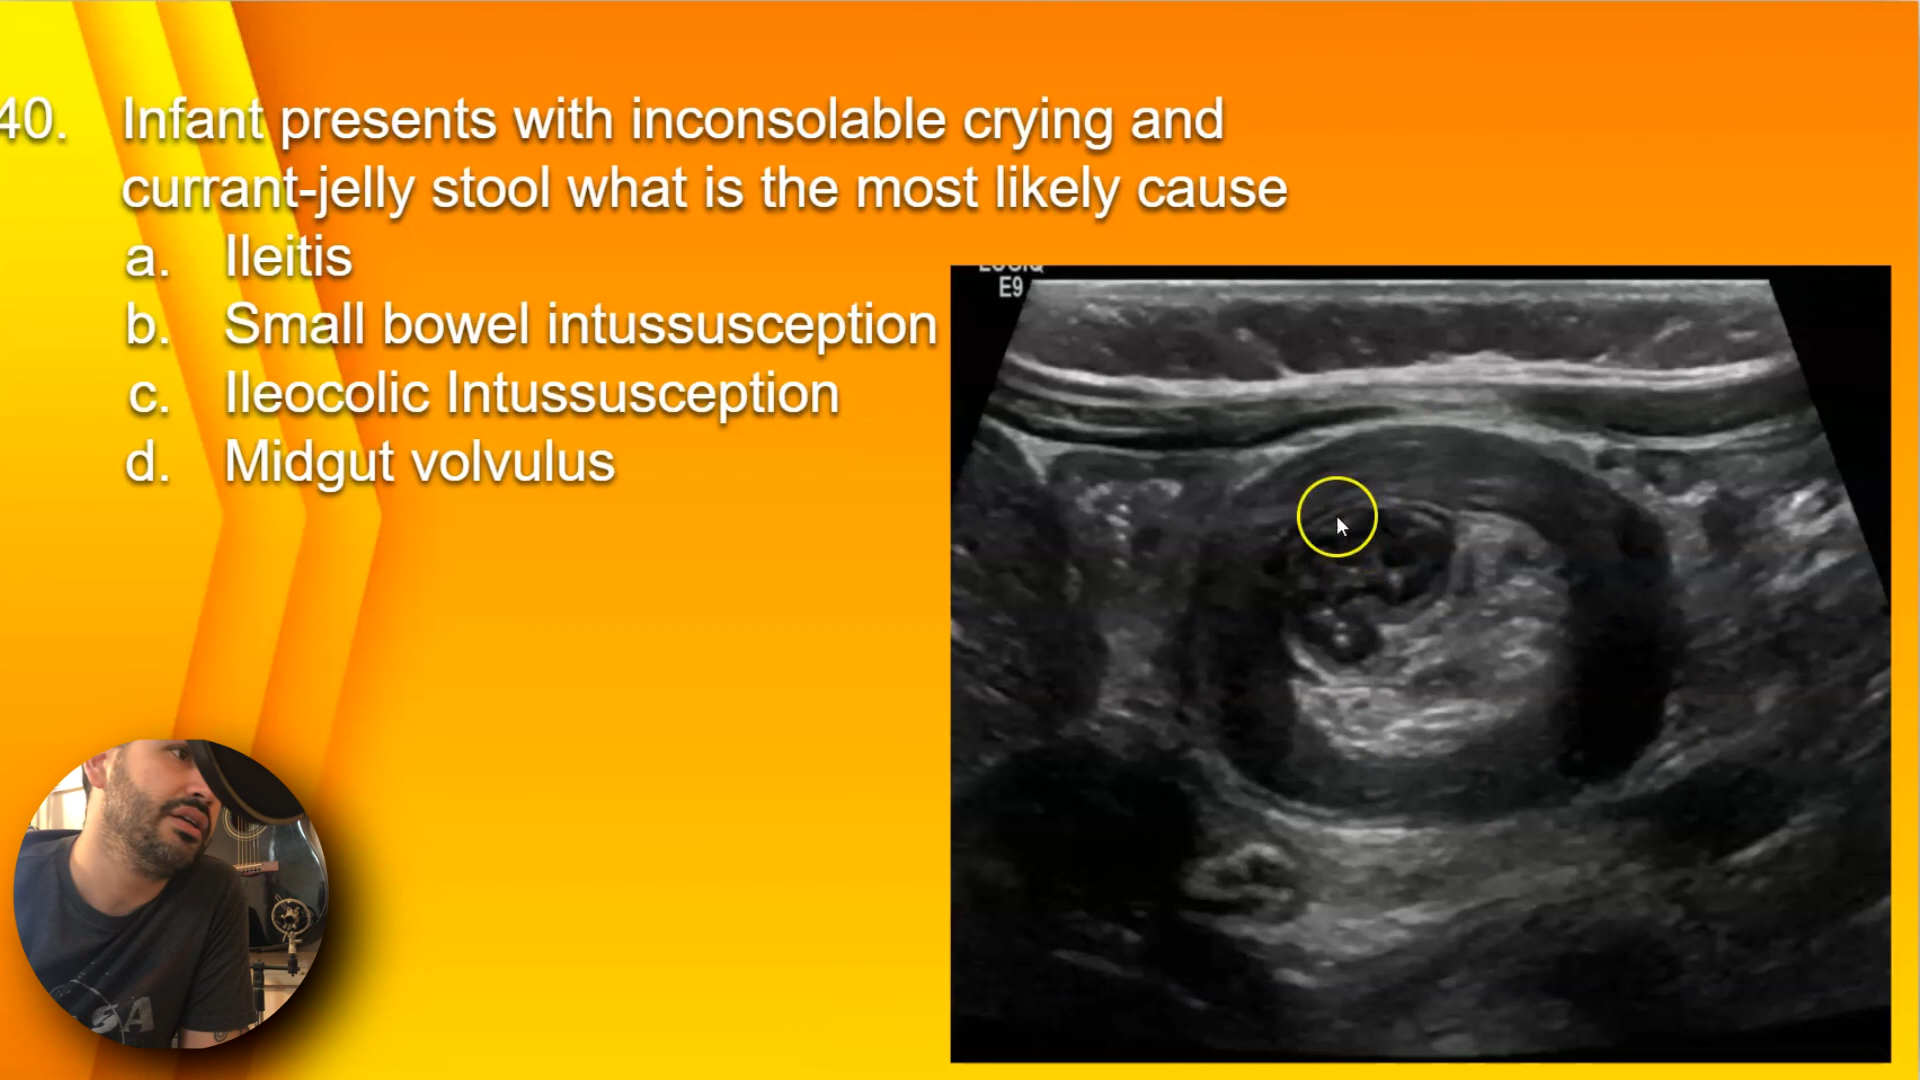 40. Infant presents with inconsolable crying and
currant-jelly stool what is the most likely cause
a. Ileitis
b. Small bowel intussusception
c. Ileocolic Intussusception
d. Midgut volvulus
E9